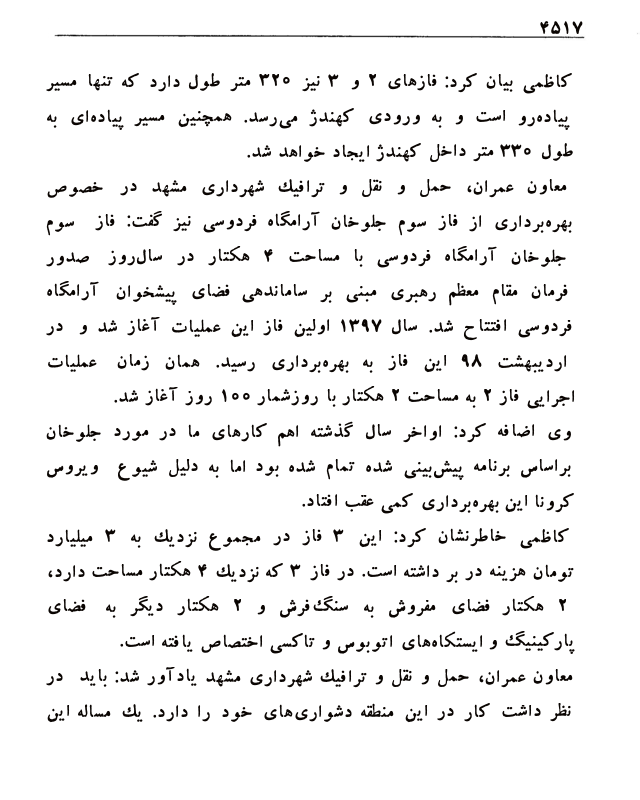 ۴۵۱۷
کاظمی بیان کرد: فازهای ۲ و ۳ نیز ۳۲۰ متر طول دارد که تنها مسیر
پیاده‌رو است و به ورودی کهندژ می‌رسد. همچنین مسیر پیاده‌ای به
طول ۳۳۰ متر داخل کهندژ ایجاد خواهد شد.
معاون عمران، حمل و نقل و ترافیك شهرداری مشهد در خصوص
بهره‌برداری از فاز سوم جلوخان آرامگاه فردوسی نیز گفت: فاز سوم
جلوخان آرامگاه فردوسی با مساحت ۴ هکتار در سال‌روز صدور
فرمان مقام معظم رهبری مبنی بر ساماندهی فضای پیشخوان آرامگاه
فردوسی افتتاح شد. سال ۱۳۹۷ اولین فاز این عملیات آغاز شد و در
اردیبهشت ۹۸ این فاز به بهره‌برداری رسید. همان زمان عملیات
اجرایی فاز ۲ به مساحت ۲ هکتار با روزشمار ۱۰۰ روز آغاز شد.
وی اضافه کرد: اواخر سال گذشته اهم کارهای ما در مورد جلوخان
براساس برنامه پیش‌بینی شده تمام شده بود اما به دلیل شیوع ویروس
کرونا این بهره‌برداری کمی عقب افتاد.
کاظمی خاطرنشان کرد: این ۳ فاز در مجموع نزدیك به ۳ میلیارد
تومان هزینه در بر داشته است. در فاز ۳ که نزدیك ۴ هکتار مساحت دارد،
۲ هکتار فضای مفروش به سنگ‌فرش و ۲ هکتار دیگر به فضای
پارکینیگ و ایستکاه‌های اتوبوس و تاکسی اختصاص یافته است.
معاون عمران، حمل و نقل و ترافیك شهرداری مشهد یادآور شد: باید در
نظر داشت کار در این منطقه دشواری‌های خود را دارد. یك مساله این